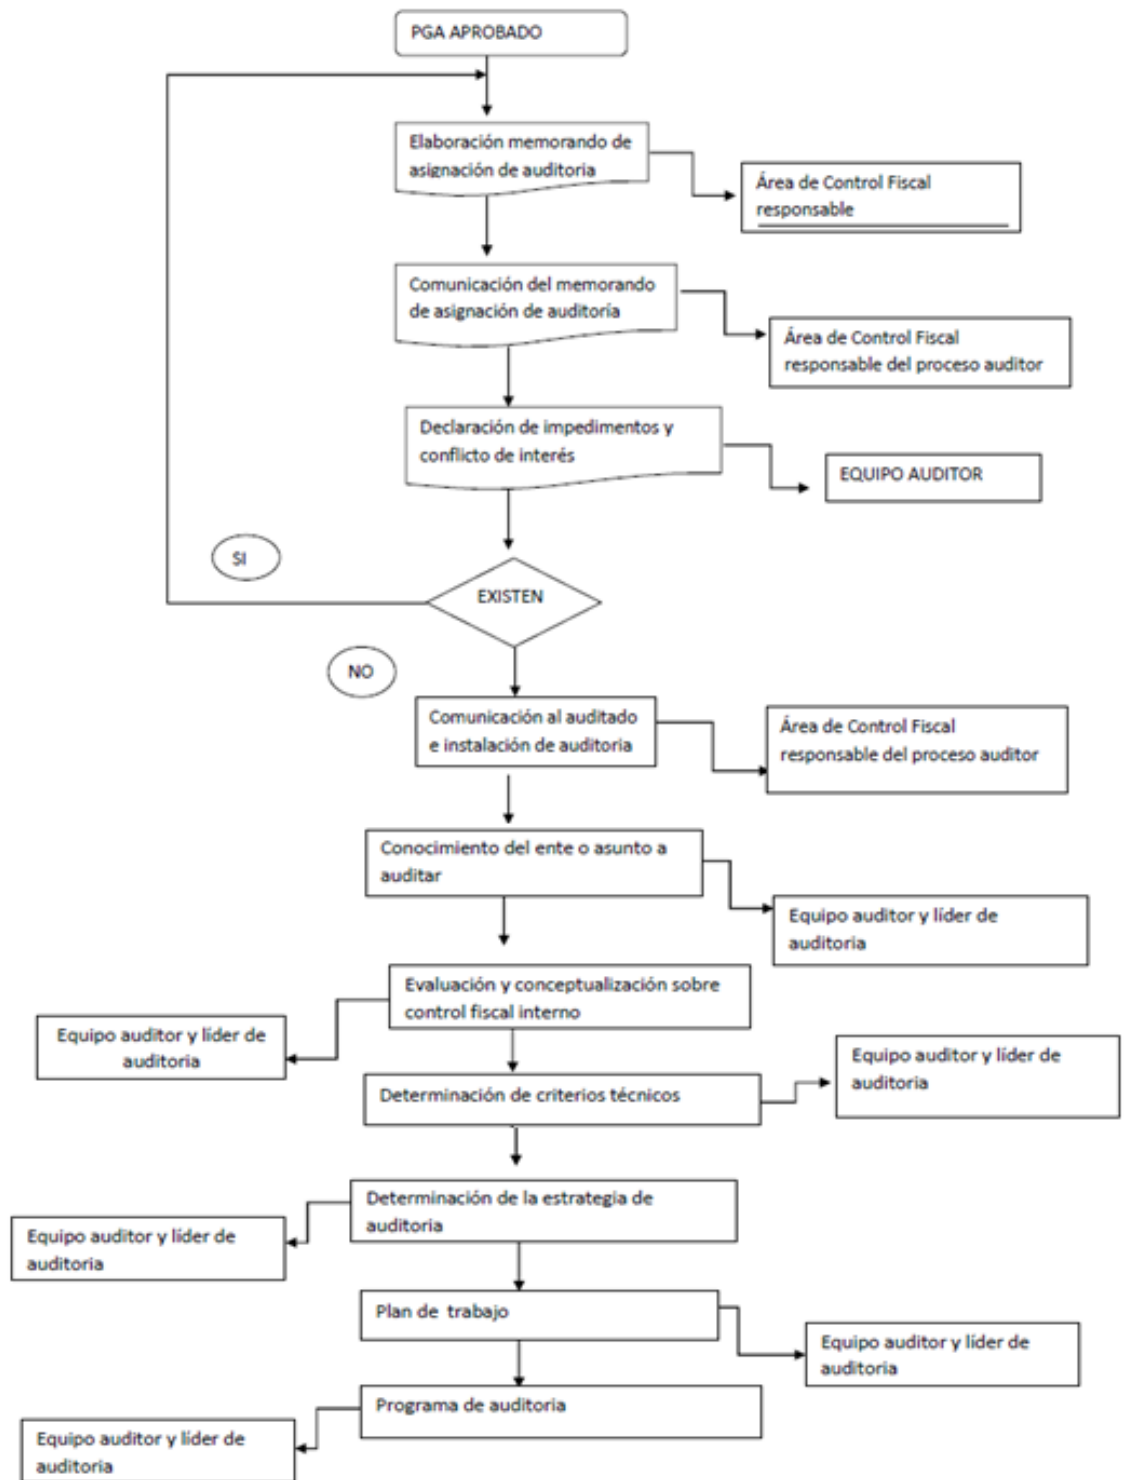 PGA APROBADO
Elaboración memorando de
asignación de auditoria
Área de Control Fiscal
responsable
Comunicación del memorando
de asignación de auditoría
Área de Control Fiscal
responsable del proceso auditor
Declaración de impedimentos y
conflicto de interés
EQUIPO AUDITOR
SI
EXISTEN
NO
Comunicación al auditado
e instalación de auditoria
Área de Control Fiscal
responsable del proceso auditor
Conocimiento del ente o asunto a
auditar
Equipo auditor y líder de
auditoria
Evaluación y conceptualización sobre
control fiscal interno
Equipo auditor y líder de
auditoria
Equipo auditor y líder de
auditoria
Determinación de criterios técnicos
Determinación de la estrategia de
auditoria
Equipo auditor y líder de
auditoria
Plan de trabajo
Equipo auditor y líder de
auditoria
Programa de auditoria
Equipo auditor y líder de
auditoria